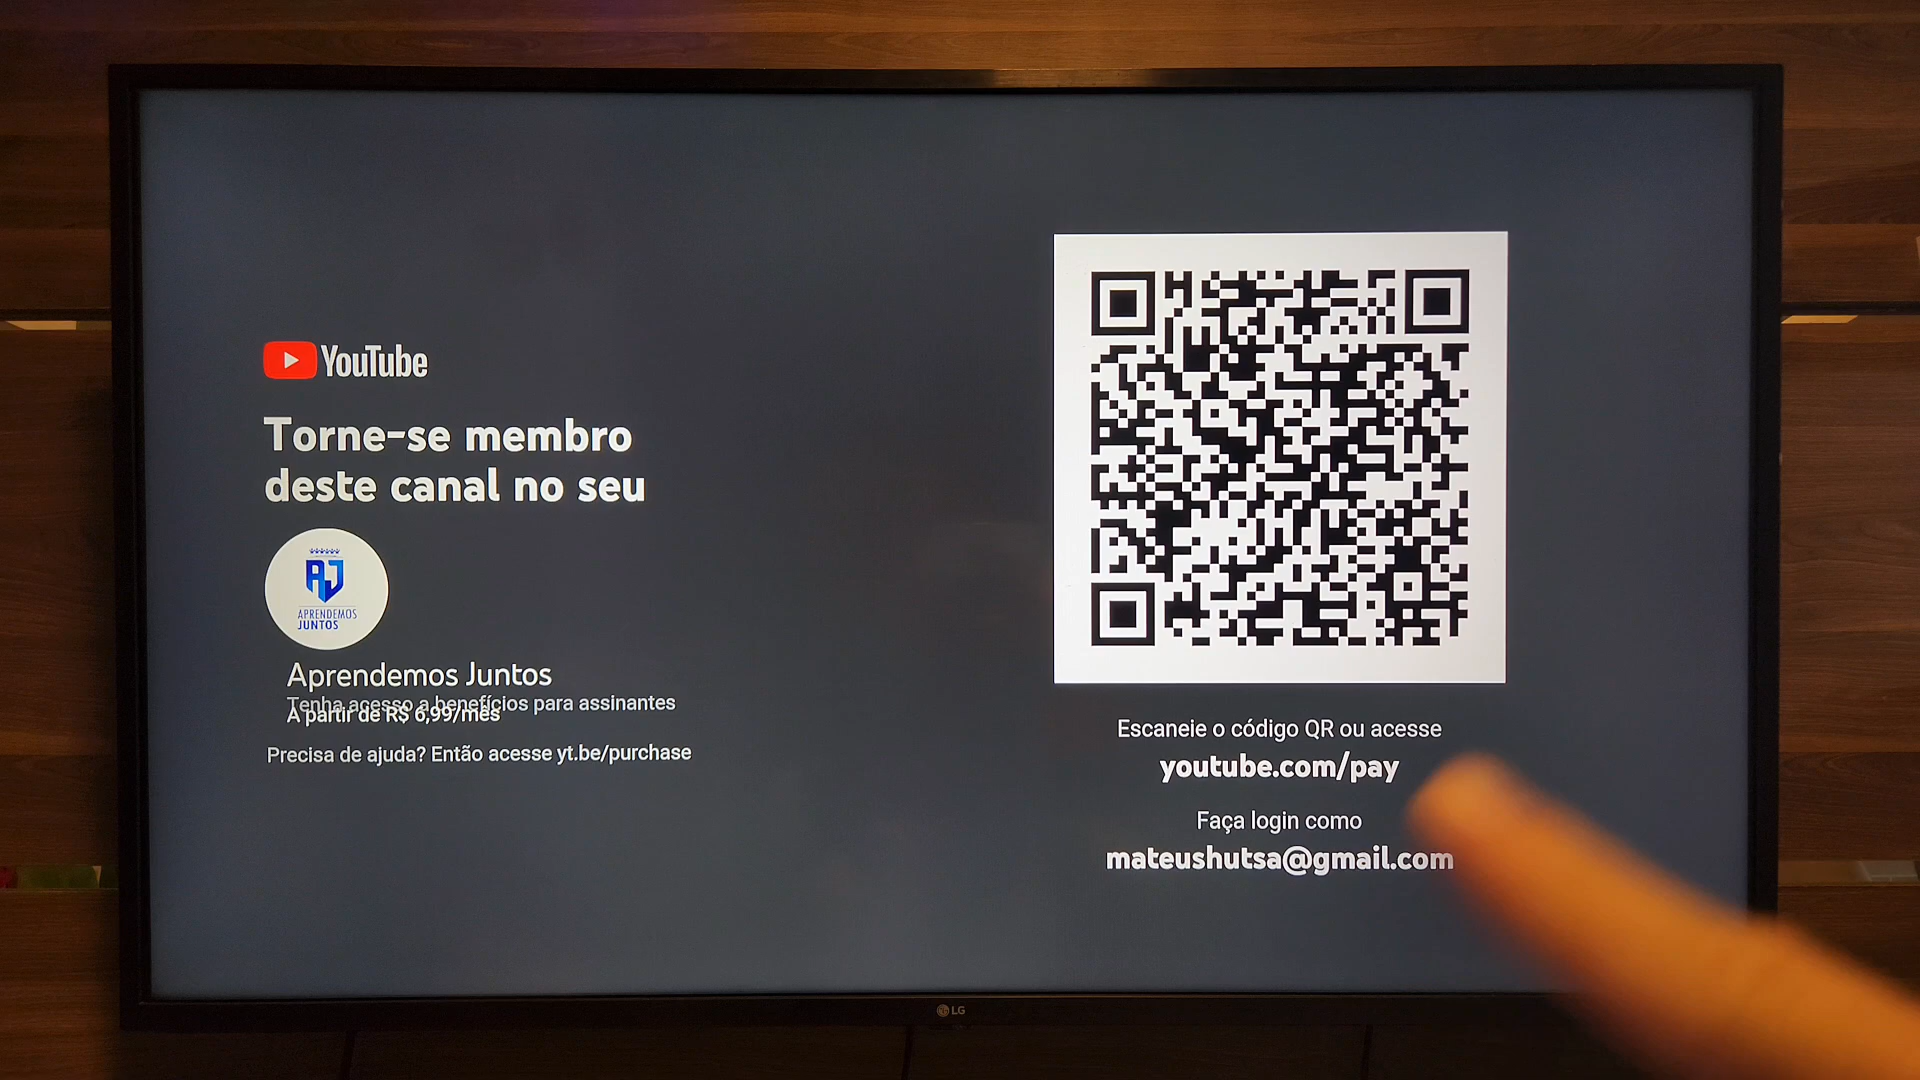 YouTube
Torne-se membro
deste canal no seu
AJ
APRENDEMOS
JUNTOS
Aprendemos Juntos
Tenha acesso a benefícios para assinantes
A partir de R$ 6,99/mês
Precisa de ajuda? Então acesse yt.be/purchase
Escaneie o código QR ou acesse
youtube.com/pay
Faça login como
mateushutsa@gmail.com
LG